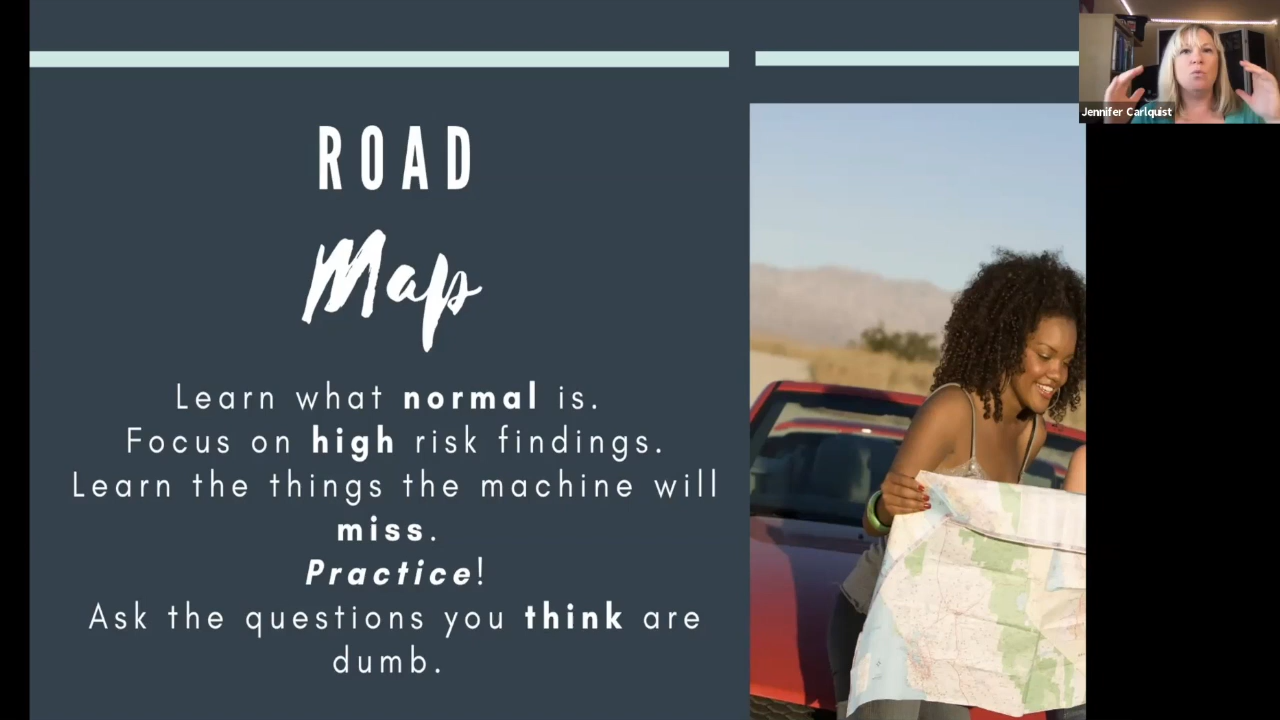 ROAD
Map
Learn what normal is.
Focus on high risk findings.
Learn the things the machine will
miss.
Practice!
Ask the questions you think are
dumb.
Jennifer Carlquist